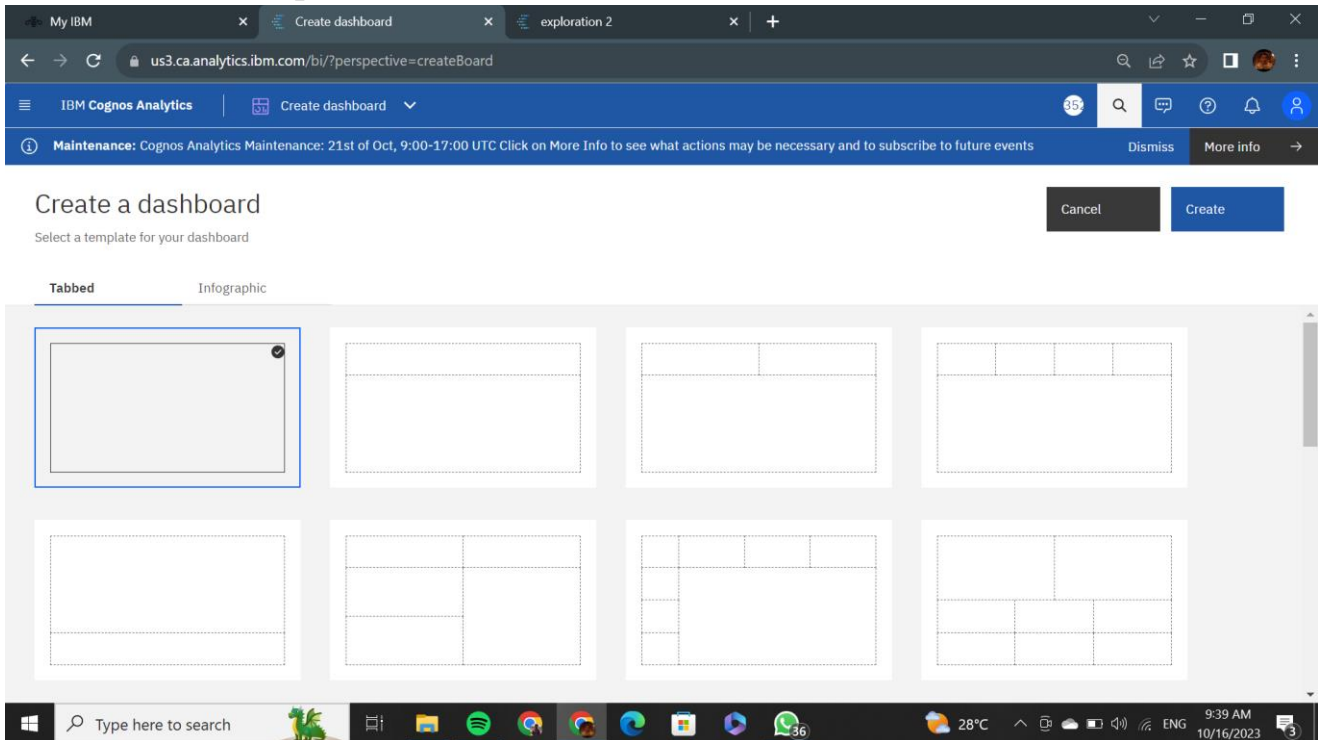 My IBM
Create dashboard
exploration 2
us3.ca.analytics.ibm.com/bi/?perspective=createBoard
IBM Cognos Analytics
Create dashboard
352
Maintenance: Cognos Analytics Maintenance: 21st of Oct, 9:00-17:00 UTC Click on More Info to see what actions may be necessary and to subscribe to future events
Dismiss
More info
Create a dashboard
Cancel
Create
Select a template for your dashboard
Tabbed
Infographic
Type here to search
36
28°C
ENG
9:39 AM
10/16/2023
3